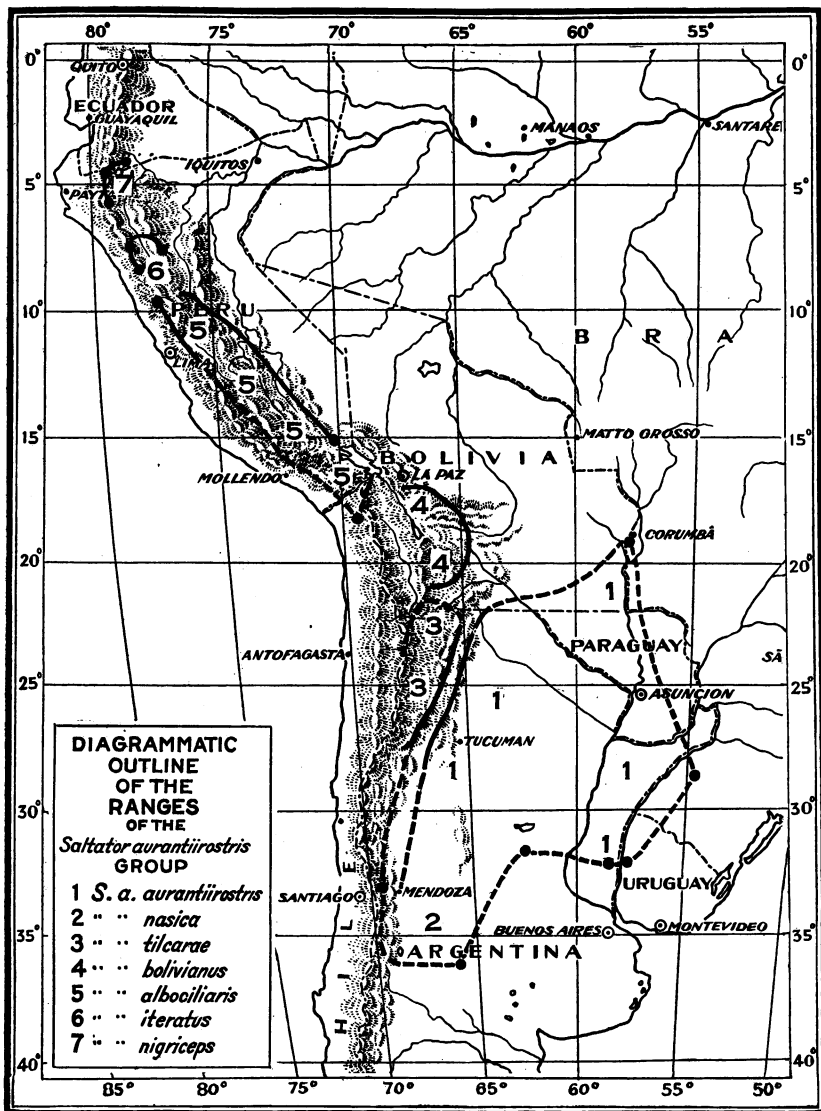 80° 75° 70° 65° 60° 55°
0° 0°
QUITO
ECUADOR
GUAYAQUIL
MANAOS
SANTARE
IQUITOS
5° 5°
7
PAYT
6
10° 10°
PERU
5
B R A
LIMA
5
5
15° 15°
MATTO GROSSO
BOLIVIA
MOLLENDO
5
LA PAZ
4
CORUMBÁ
20° 20°
4
1
3
PARAGUAY
ANTOFAGASTA
SÃ
25° 25°
3
1
ASUNCION
TUCUMAN
1
1
30° 30°
1
SANTIAGO
MENDOZA
URUGUAY
2
BUENOS AIRES
MONTEVIDEO
35° 35°
ARGENTINA
H I L E
40° 40°
85° 80° 75° 70° 65° 60° 55° 50°
DIAGRAMMATIC
OUTLINE
OF THE
RANGES
OF THE
Saltator aurantiirostris
GROUP
1 S. a. aurantiirostris
2 " " nasica
3 " " tilcarae
4 " " bolivianus
5 " " albociliaris
6 " " iteratus
7 " " nigriceps